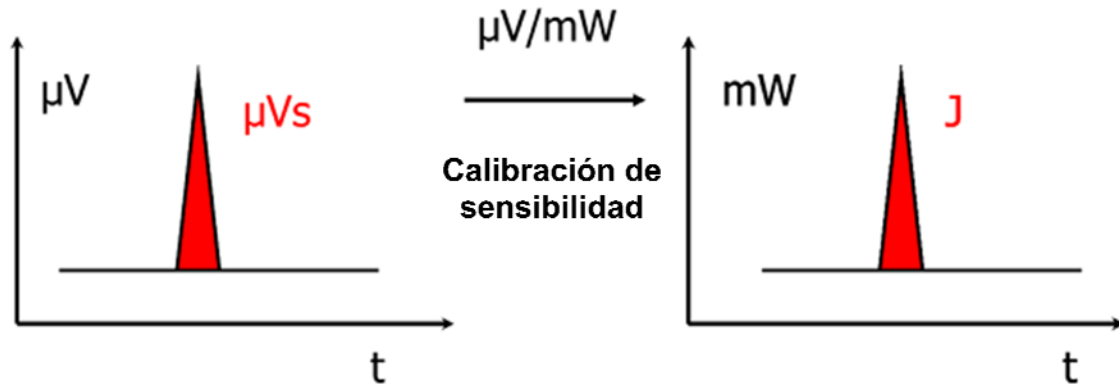 µV
µVs
t
µV/mW
Calibración de
sensibilidad
mW
J
t